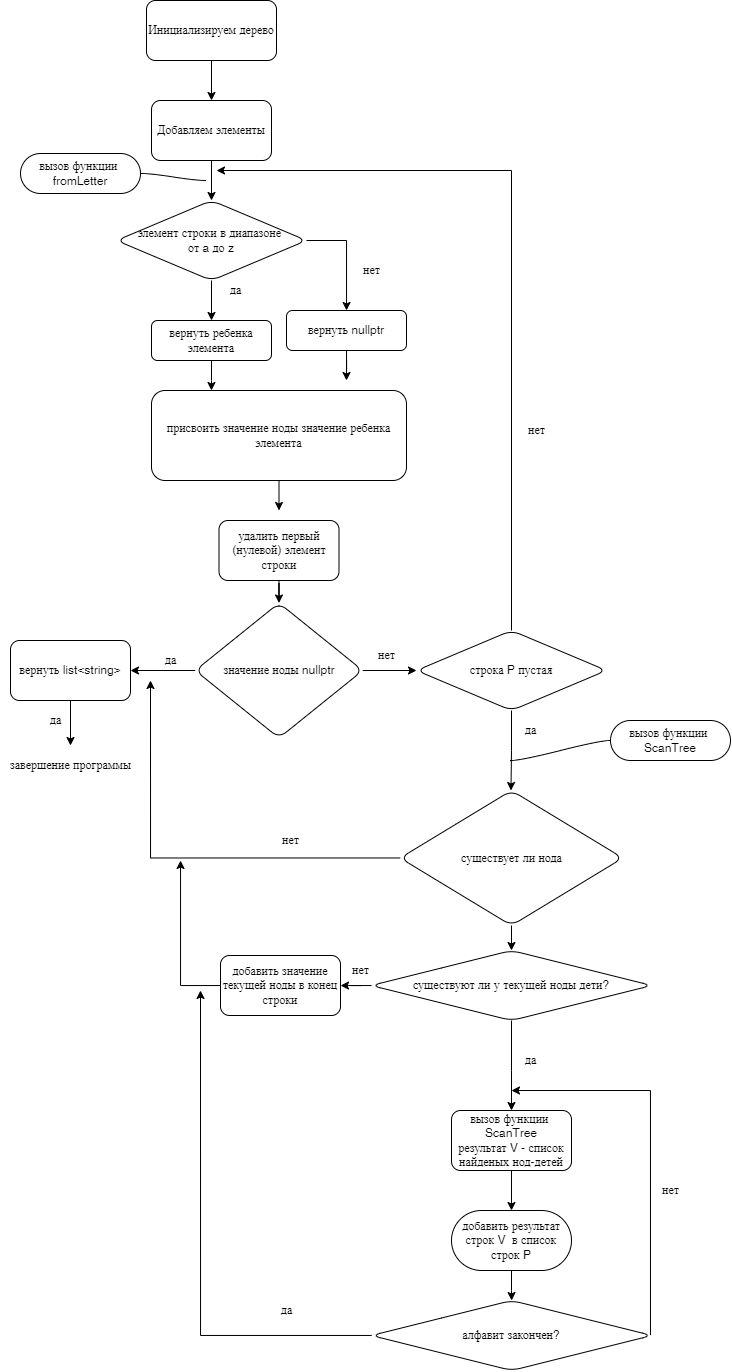 Инициализируем дерево
Добавляем элементы
вызов функции
fromLetter
элемент строки в диапазоне
от a до z
нет
да
вернуть ребенка
элемента
вернуть nullptr
присвоить значение ноды значение ребенка
элемента
нет
удалить первый
(нулевой) элемент
строки
вернуть list<string>
да
значение ноды nullptr
нет
строка P пустая
да
завершение программы
да
вызов функции
ScanTree
нет
существует ли нода
добавить значение
текущей ноды в конец
строки
нет
существуют ли у текущей ноды дети?
да
вызов функции
ScanTree
результат V - список
найденых нод-детей
нет
добавить результат
строк V в список
строк P
да
алфавит закончен?